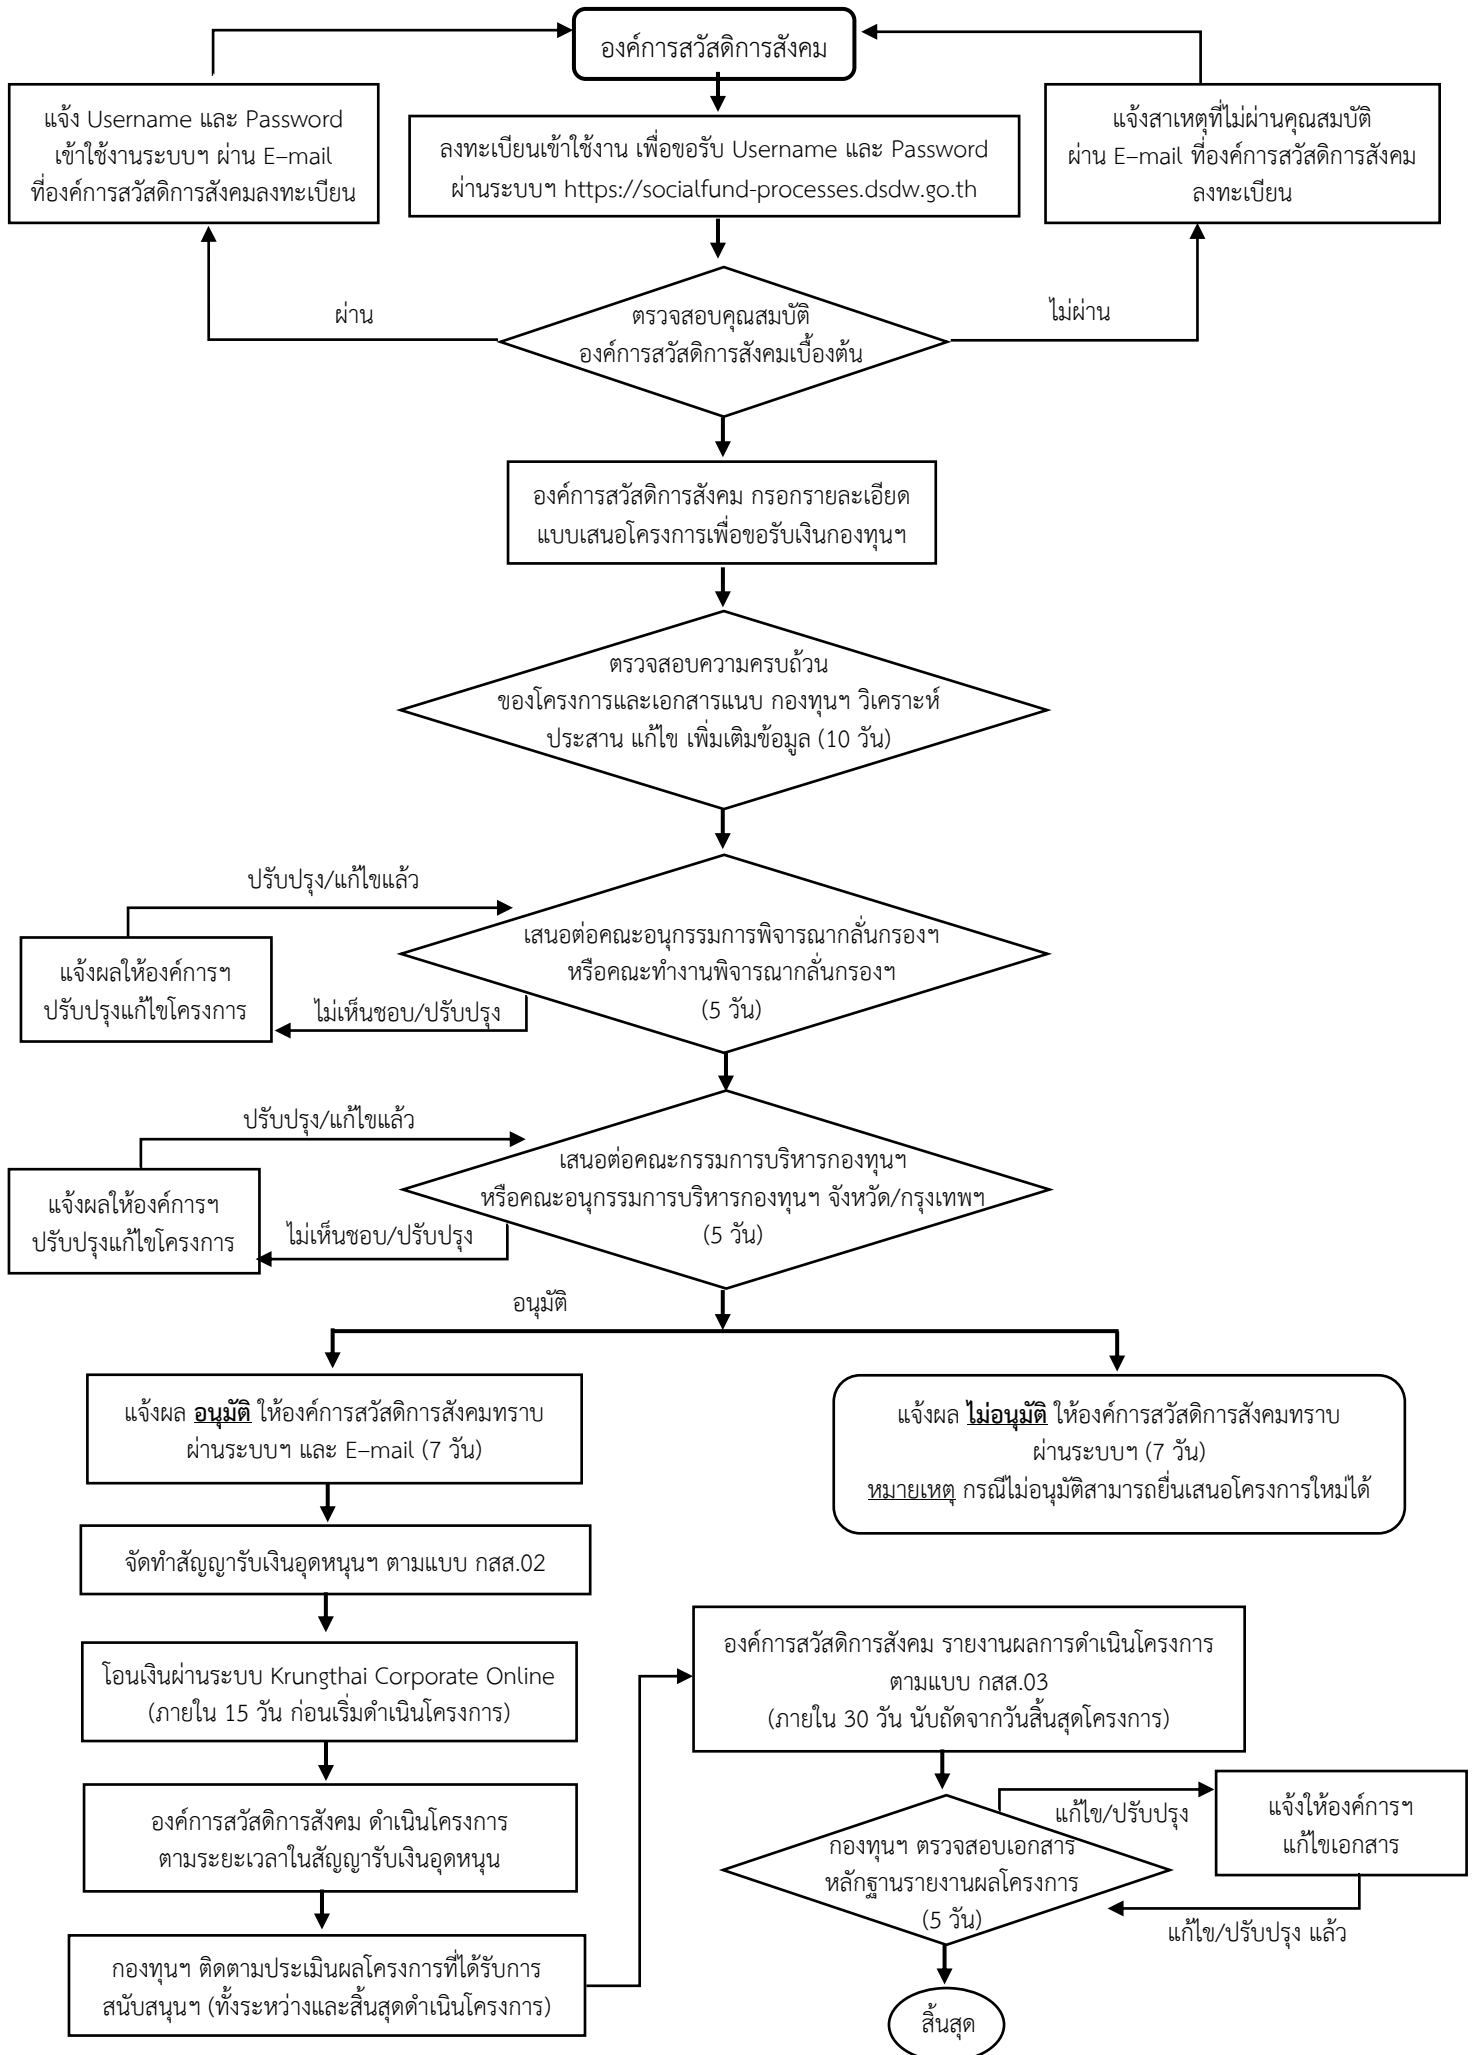 องค์การสวัสดิการสังคม
แจ้ง Username และ Password
เข้าใช้งานระบบฯ ผ่าน E–mail
ที่องค์การสวัสดิการสังคมลงทะเบียน
ลงทะเบียนเข้าใช้งาน เพื่อขอรับ Username และ Password
ผ่านระบบฯ https://socialfund-processes.dsdw.go.th
แจ้งสาเหตุที่ไม่ผ่านคุณสมบัติ
ผ่าน E–mail ที่องค์การสวัสดิการสังคม
ลงทะเบียน
ผ่าน
ตรวจสอบคุณสมบัติ
องค์การสวัสดิการสังคมเบื้องต้น
ไม่ผ่าน
องค์การสวัสดิการสังคม กรอกรายละเอียด
แบบเสนอโครงการเพื่อขอรับเงินกองทุนฯ
ตรวจสอบความครบถ้วน
ของโครงการและเอกสารแนบ กองทุนฯ วิเคราะห์
ประสาน แก้ไข เพิ่มเติมข้อมูล (10 วัน)
ปรับปรุง/แก้ไขแล้ว
แจ้งผลให้องค์การฯ
ปรับปรุงแก้ไขโครงการ
ไม่เห็นชอบ/ปรับปรุง
เสนอต่อคณะอนุกรรมการพิจารณากลั่นกรองฯ
หรือคณะทำงานพิจารณากลั่นกรองฯ
(5 วัน)
ปรับปรุง/แก้ไขแล้ว
แจ้งผลให้องค์การฯ
ปรับปรุงแก้ไขโครงการ
ไม่เห็นชอบ/ปรับปรุง
เสนอต่อคณะกรรมการบริหารกองทุนฯ
หรือคณะอนุกรรมการบริหารกองทุนฯ จังหวัด/กรุงเทพฯ
(5 วัน)
อนุมัติ
แจ้งผล อนุมัติ ให้องค์การสวัสดิการสังคมทราบ
ผ่านระบบฯ และ E–mail (7 วัน)
แจ้งผล ไม่อนุมัติ ให้องค์การสวัสดิการสังคมทราบ
ผ่านระบบฯ (7 วัน)
หมายเหตุ กรณีไม่อนุมัติสามารถยื่นเสนอโครงการใหม่ได้
จัดทำสัญญารับเงินอุดหนุนฯ ตามแบบ กสส.02
โอนเงินผ่านระบบ Krungthai Corporate Online
(ภายใน 15 วัน ก่อนเริ่มดำเนินโครงการ)
องค์การสวัสดิการสังคม ดำเนินโครงการ
ตามระยะเวลาในสัญญารับเงินอุดหนุน
กองทุนฯ ติดตามประเมินผลโครงการที่ได้รับการ
สนับสนุนฯ (ทั้งระหว่างและสิ้นสุดดำเนินโครงการ)
องค์การสวัสดิการสังคม รายงานผลการดำเนินโครงการ
ตามแบบ กสส.03
(ภายใน 30 วัน นับถัดจากวันสิ้นสุดโครงการ)
แก้ไข/ปรับปรุง
แจ้งให้องค์การฯ
แก้ไขเอกสาร
กองทุนฯ ตรวจสอบเอกสาร
หลักฐานรายงานผลโครงการ
(5 วัน)
แก้ไข/ปรับปรุง แล้ว
สิ้นสุด